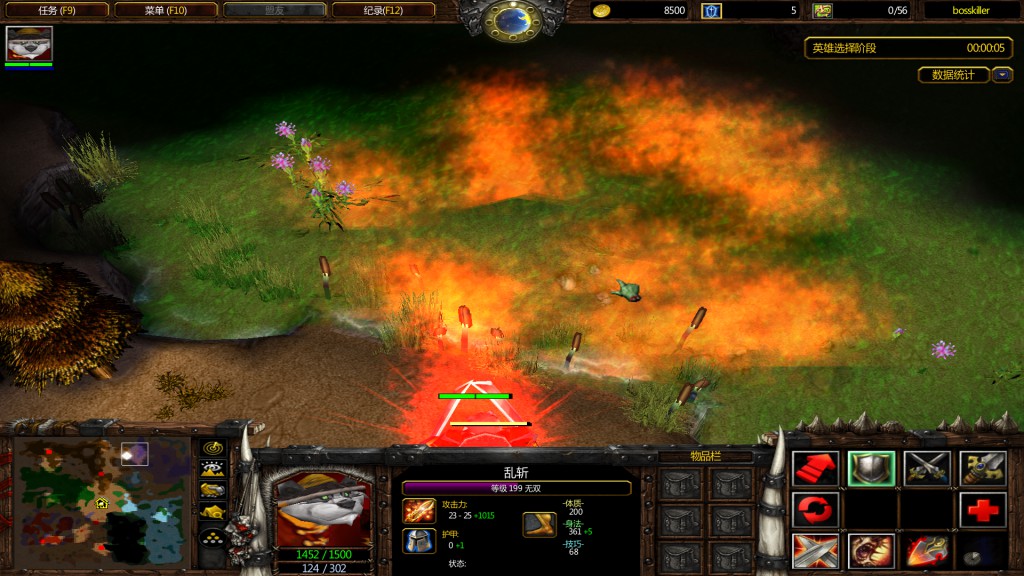 任务 (F9)
菜单 (F10)
盟友
纪录(F12)
8500
5
0/56
bosskiller
英雄选择阶段 00:00:05
数据统计
物品栏
乱斩
等级 199 无双
攻击力:
23 - 25 +1015
护甲:
0 +1
状态:
-体质-
200
-身法-
361 +5
-技巧-
68
1452 / 1500
124 / 302